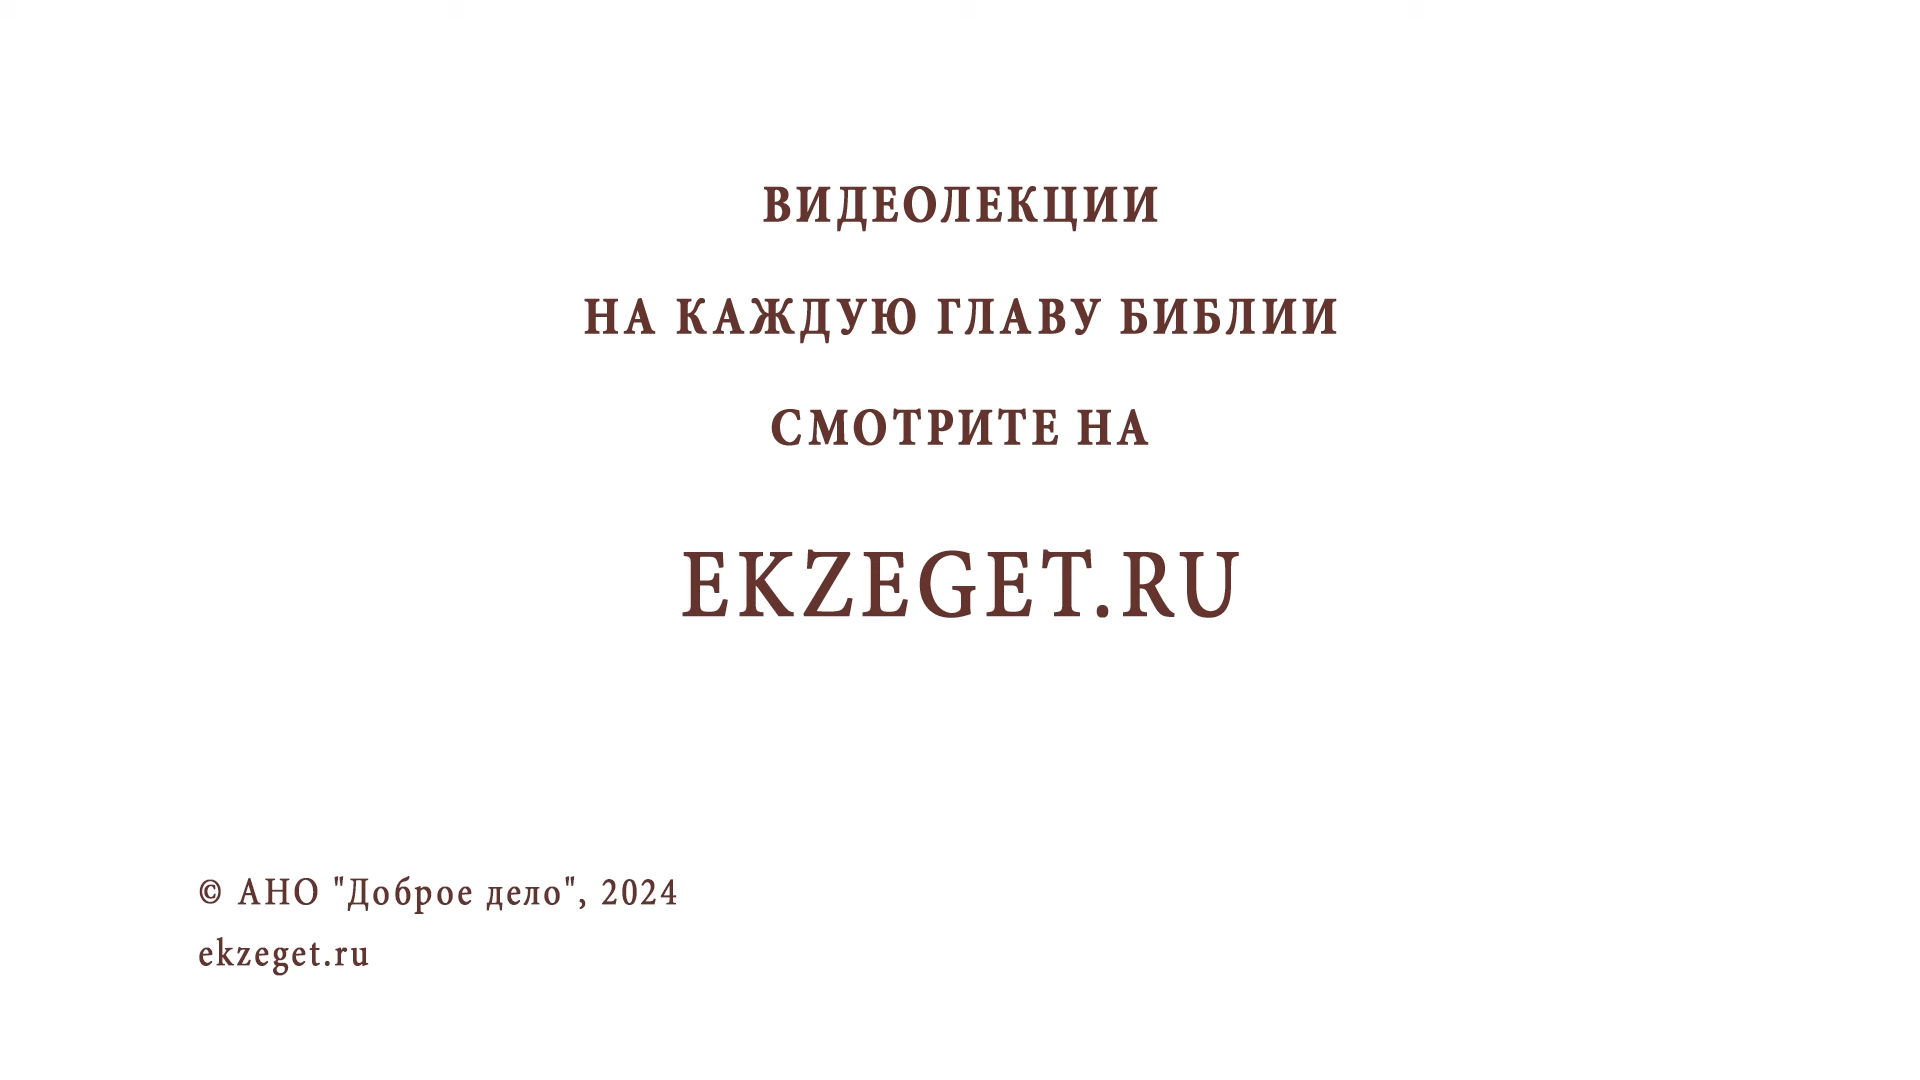 ВИДЕОЛЕКЦИИ
НА КАЖДУЮ ГЛАВУ БИБЛИИ
СМОТРИТЕ НА
EKZEGET.RU
© АНО "Доброе дело", 2024
ekzeget.ru